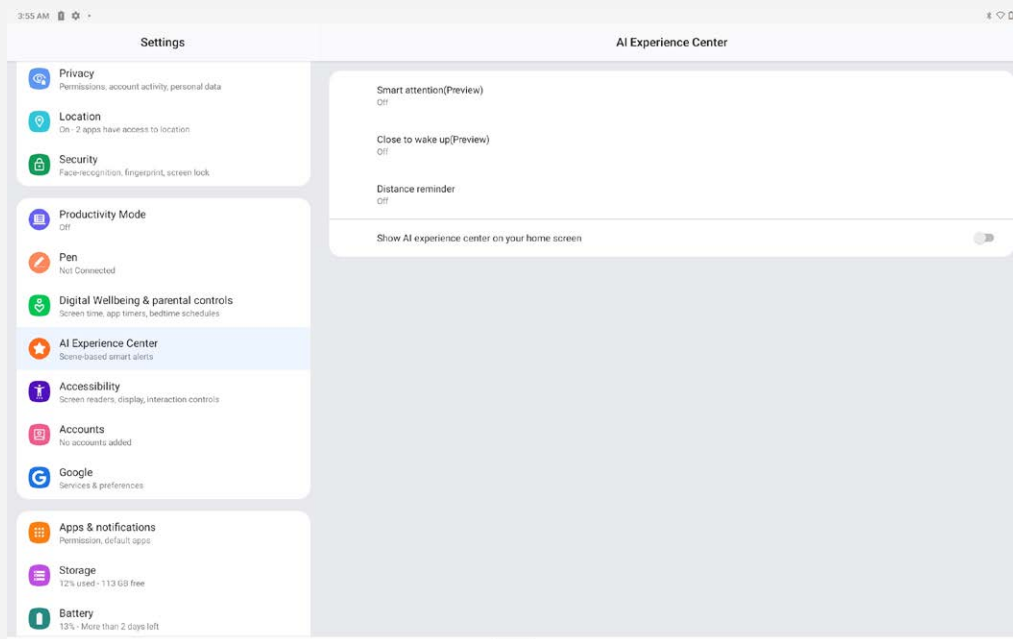 3:55 AM
Settings
AI Experience Center
Privacy
Permissions, account activity, personal data
Location
On - 2 apps have access to location
Security
Face-recognition, fingerprint, screen lock
Productivity Mode
Off
Pen
Not Connected
Digital Wellbeing & parental controls
Screen time, app timers, bedtime schedules
AI Experience Center
Scene-based smart alerts
Accessibility
Screen readers, display, interaction controls
Accounts
No accounts added
Google
Services & preferences
Apps & notifications
Permission, default apps
Storage
12% used - 113 GB free
Battery
13% - More than 2 days left
Smart attention(Preview)
Off
Close to wake up(Preview)
Off
Distance reminder
Off
Show AI experience center on your home screen